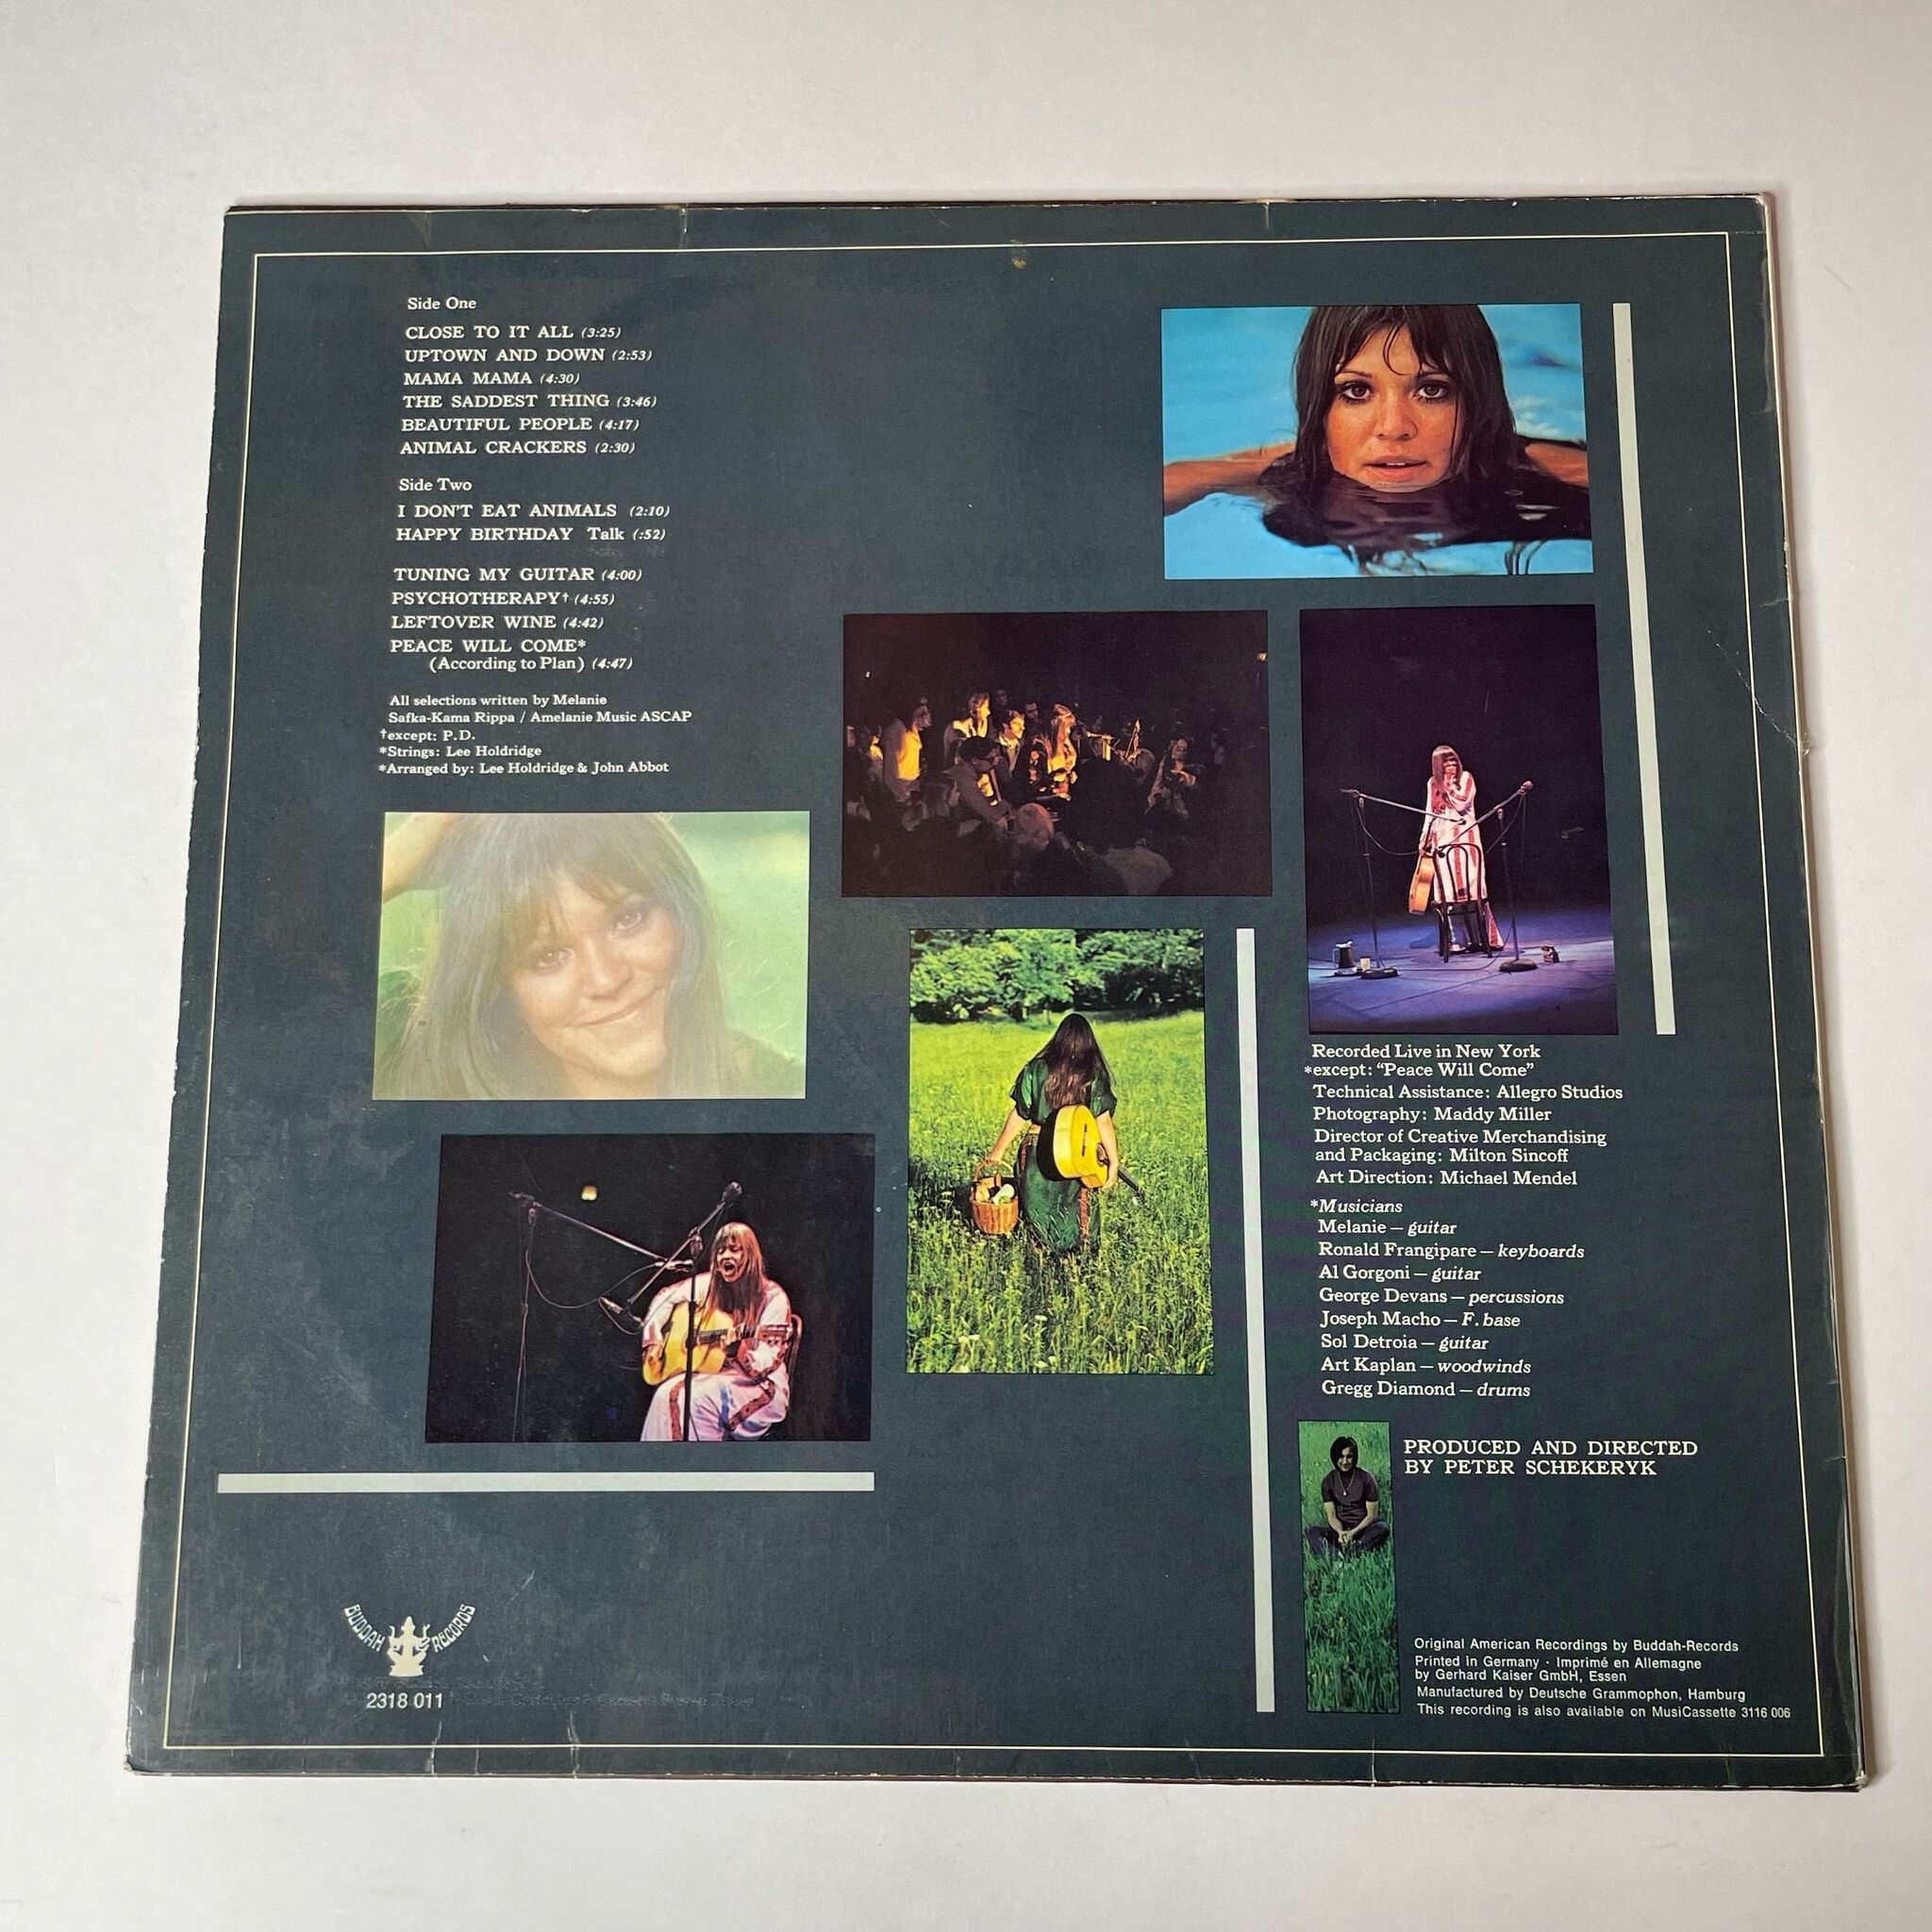 Side One
CLOSE TO IT ALL (3:25)
UPTOWN AND DOWN (2:53)
MAMA MAMA (4:30)
THE SADDEST THING (3:46)
BEAUTIFUL PEOPLE (4:17)
ANIMAL CRACKERS (2:30)
Side Two
I DON'T EAT ANIMALS (2:10)
HAPPY BIRTHDAY Talk (:52)
TUNING MY GUITAR (4:00)
PSYCHOTHERAPY† (4:55)
LEFTOVER WINE (4:42)
PEACE WILL COME*
(According to Plan) (4:47)
All selections written by Melanie
Safka-Kama Rippa / Amelanie Music ASCAP
†except: P.D.
*Strings: Lee Holdridge
*Arranged by: Lee Holdridge & John Abbot
Recorded Live in New York
*except: "Peace Will Come"
Technical Assistance: Allegro Studios
Photography: Maddy Miller
Director of Creative Merchandising
and Packaging: Milton Sincoff
Art Direction: Michael Mendel
*Musicians
Melanie — guitar
Ronald Frangipare — keyboards
Al Gorgoni — guitar
George Devans — percussions
Joseph Macho — F. base
Sol Detroia — guitar
Art Kaplan — woodwinds
Gregg Diamond — drums
PRODUCED AND DIRECTED
BY PETER SCHEKERYK
BUDDAH RECORDS
2318 011
Original American Recordings by Buddah-Records
Printed in Germany · Imprimé en Allemagne
by Gerhard Kaiser GmbH, Essen
Manufactured by Deutsche Grammophon, Hamburg
This recording is also available on MusiCassette 3116 006